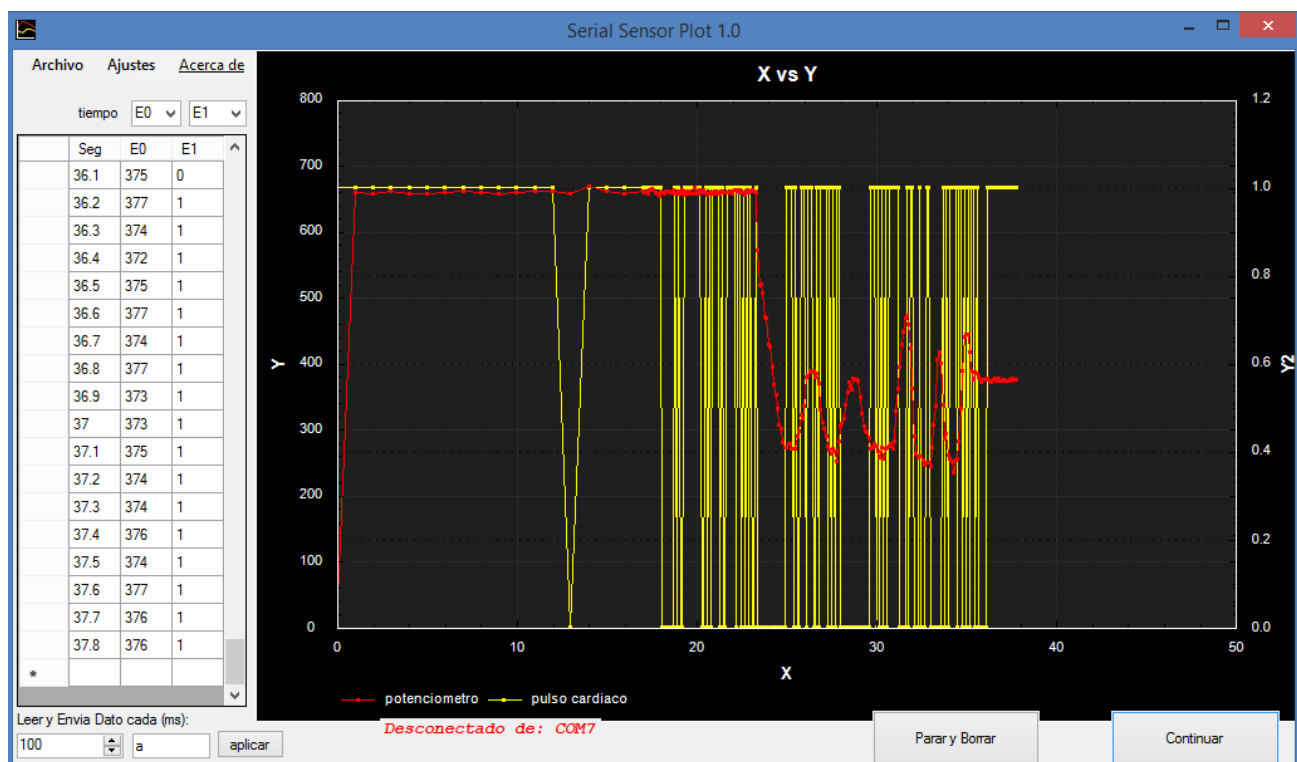 Serial Sensor Plot 1.0
Archivo Ajustes Acerca de
tiempo E0 E1
Seg E0 E1
36.1 375 0
36.2 377 1
36.3 374 1
36.4 372 1
36.5 375 1
36.6 377 1
36.7 374 1
36.8 377 1
36.9 373 1
37 373 1
37.1 375 1
37.2 374 1
37.3 374 1
37.4 376 1
37.5 374 1
37.6 377 1
37.7 376 1
37.8 376 1
*
Leer y Envia Dato cada (ms):
100 a aplicar
X vs Y
800
700
600
500
400
300
200
100
0
Y
1.2
1.0
0.8
0.6
0.4
0.2
0.0
Y2
0 10 20 30 40 50
X
potenciometro pulso cardiaco
Desconectado de: COM7
Parar y Borrar
Continuar